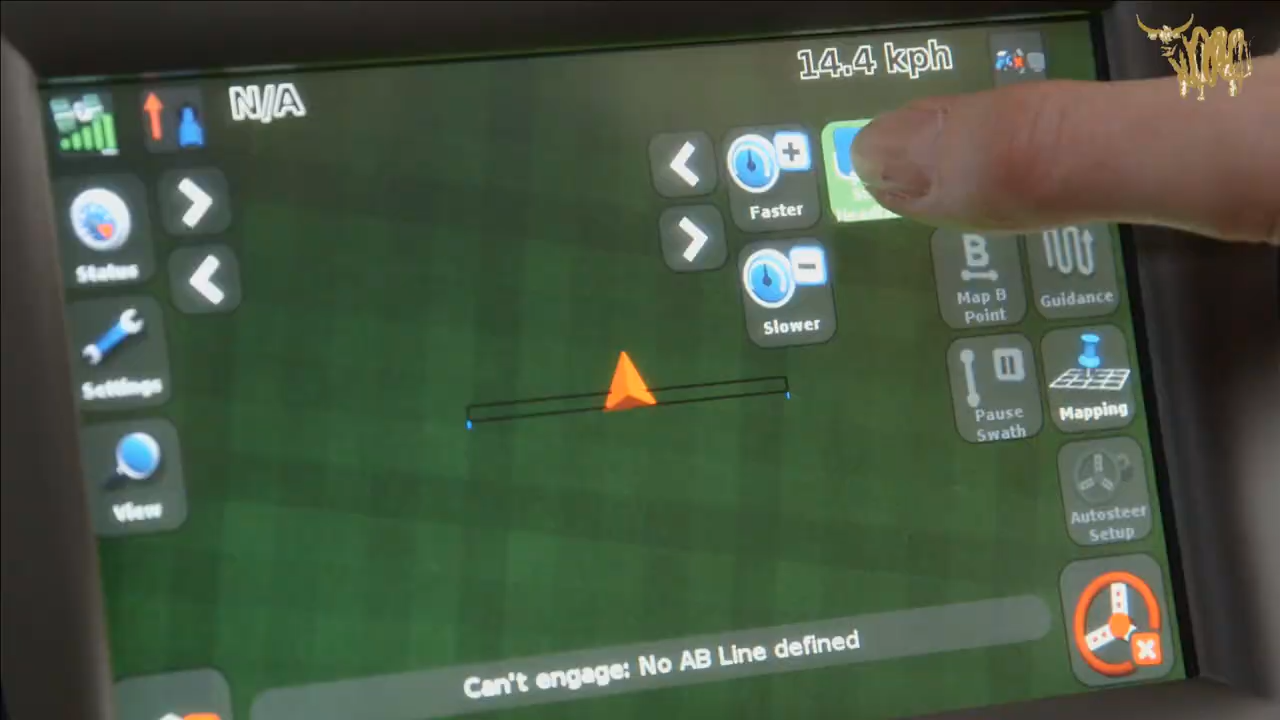 N/A
14.4 kph
Status
Settings
View
Faster
Slower
B
Map B
Point
Guidance
Pause
Swath
Mapping
Autosteer
Setup
Can't engage: No AB Line defined